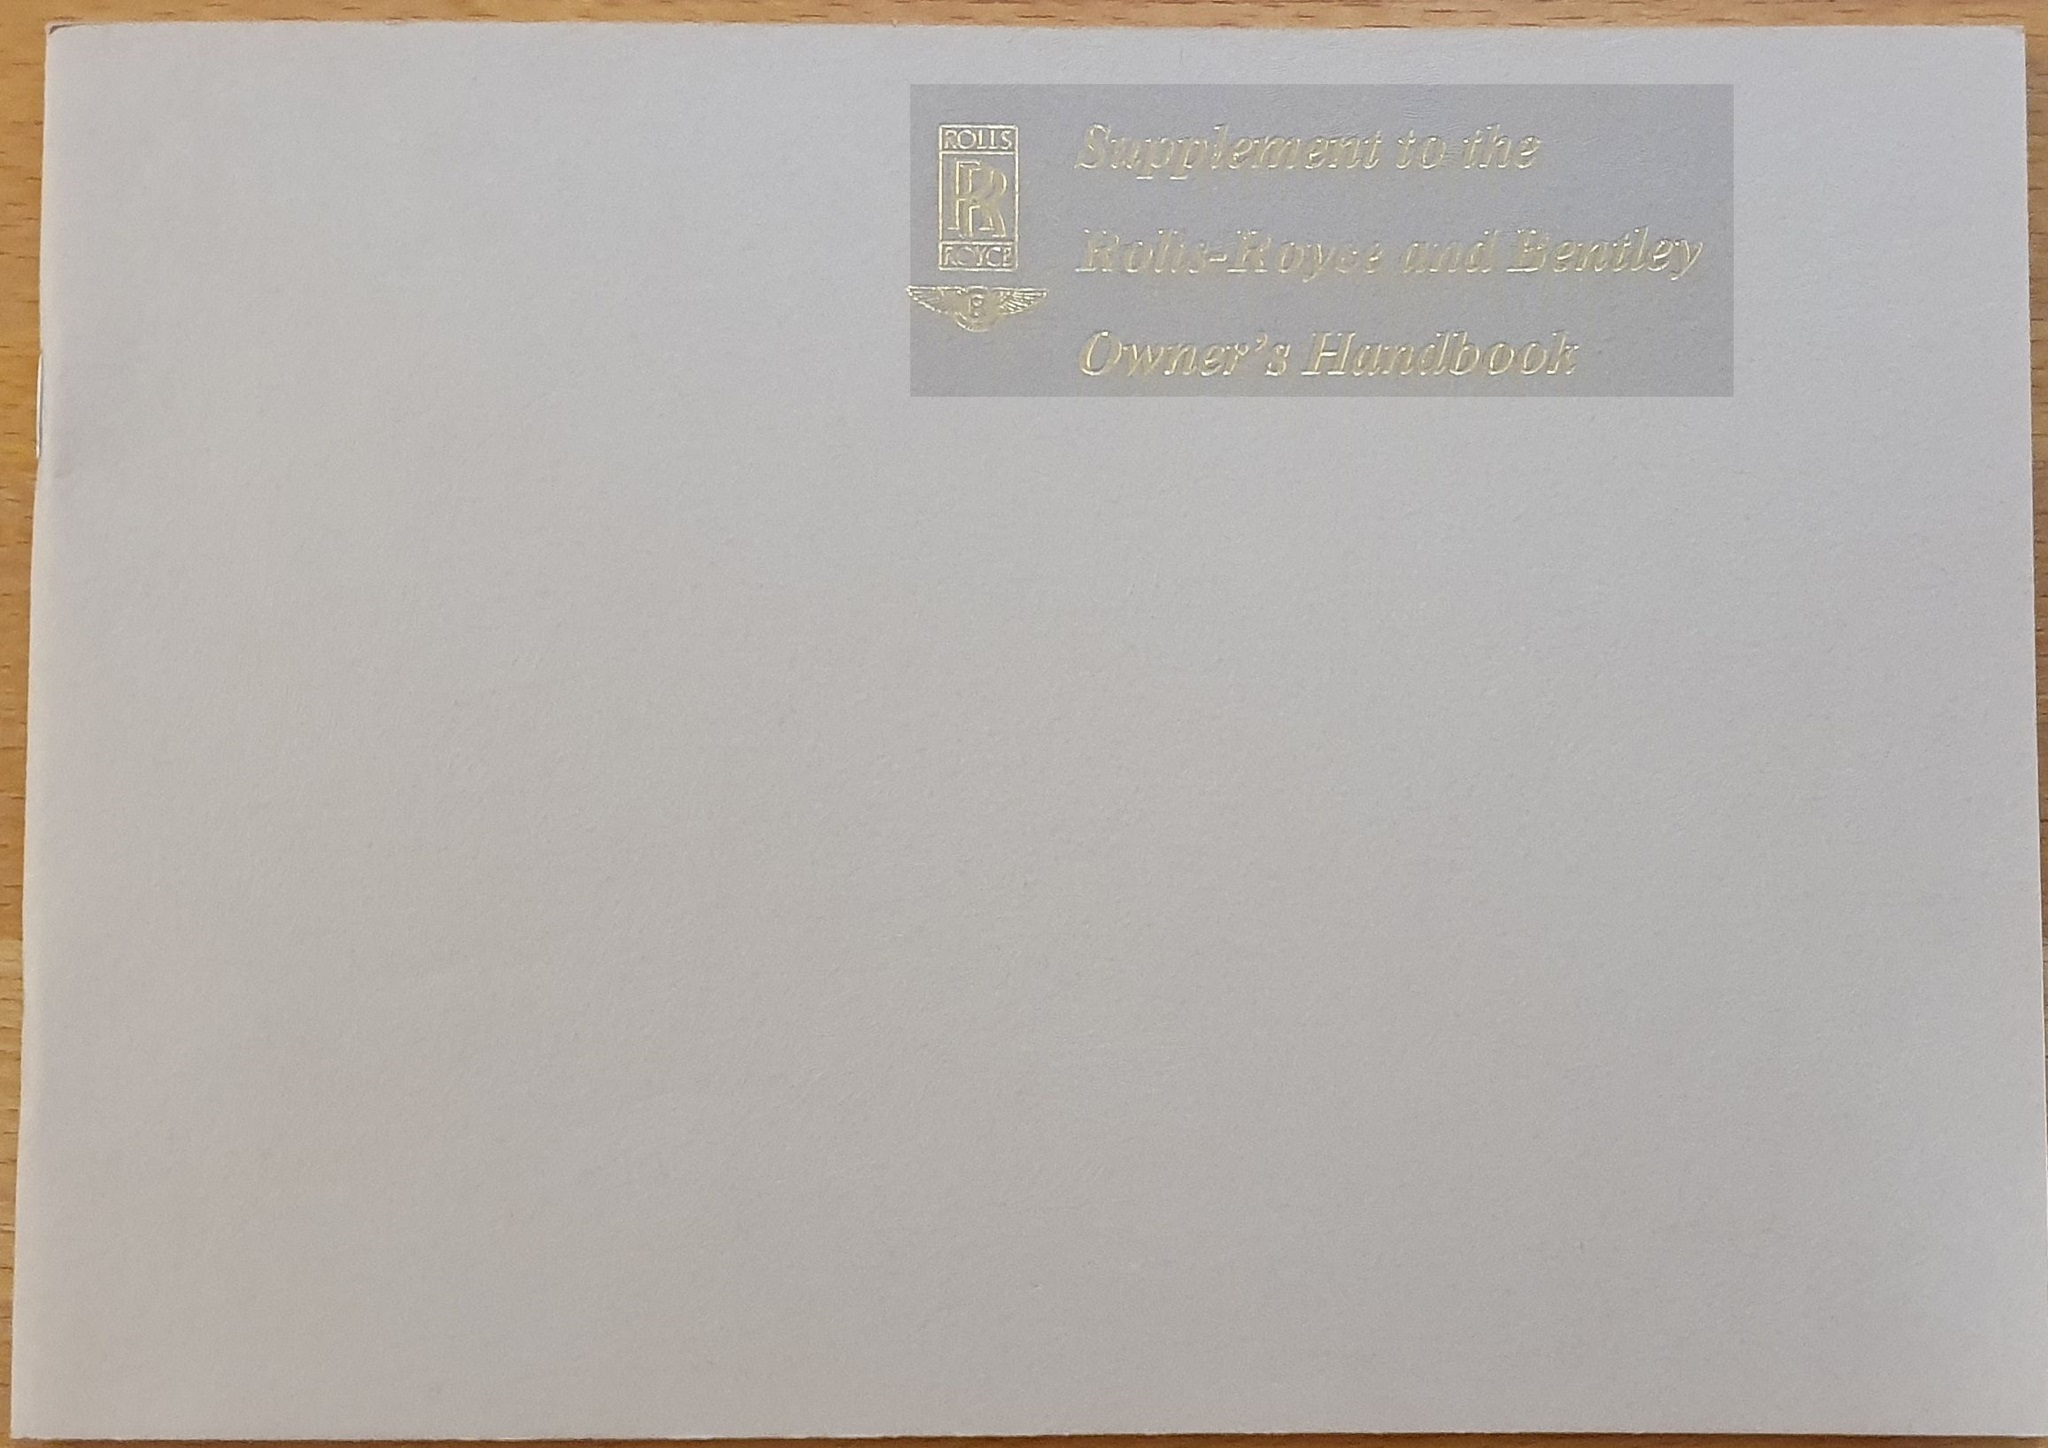 ROLLS
RR
ROYCE
B
Supplement to the
Rolls-Royce and Bentley
Owner's Handbook